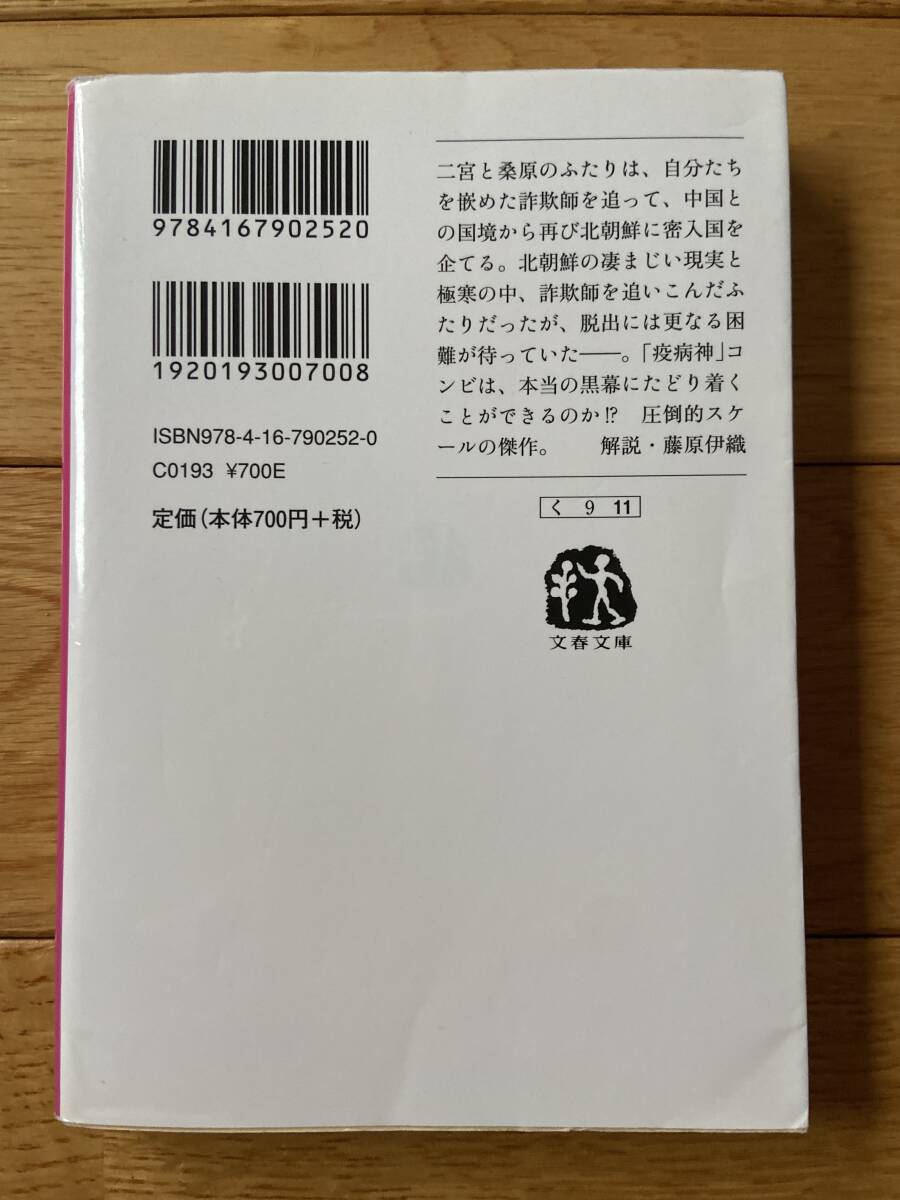 9784167902520
1920193007008
ISBN978-4-16-790252-0
C0193 ¥700E
定価(本体700円+税)
二宮と桑原のふたりは、自分たち
を嵌めた詐欺師を追って、中国と
の国境から再び北朝鮮に密入国を
企てる。北朝鮮の凄まじい現実と
極寒の中、詐欺師を追いこんだふ
たりだったが、脱出には更なる困
難が待っていた――。「疫病神」コ
ンビは、本当の黒幕にたどり着く
ことができるのか!? 圧倒的スケ
ールの傑作。 解説・藤原伊織
く 9 11
文春文庫